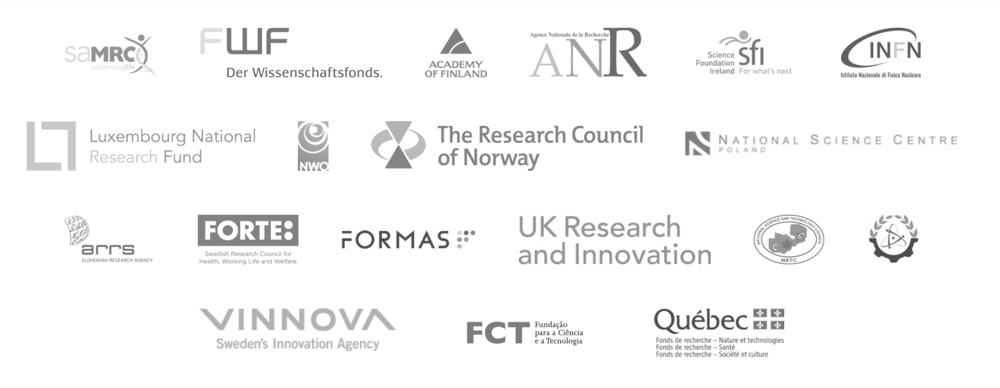 saMRC
advancinglife
FWF
Der Wissenschaftsfonds.
ACADEMY
OF FINLAND
Agence Nationale de la Recherche
ANR
Science
Foundation
Ireland
sfi
For what's next
INFN
Istituto Nazionale di Fisica Nucleare
Luxembourg National
Research Fund
NWO
The Research Council
of Norway
NATIONAL SCIENCE CENTRE
POLAND
arrs
SLOVENIAN RESEARCH AGENCY
FORTE:
Swedish Research Council for
Health, Working Life and Welfare
FORMAS
UK Research
and Innovation
NATIONAL SCIENCE AND TECHNOLOGY COUNCIL
NSTC
VINNOVA
Sweden's Innovation Agency
FCT
Fundação
para a Ciência
e a Tecnologia
Québec
Fonds de recherche – Nature et technologies
Fonds de recherche – Santé
Fonds de recherche – Société et culture